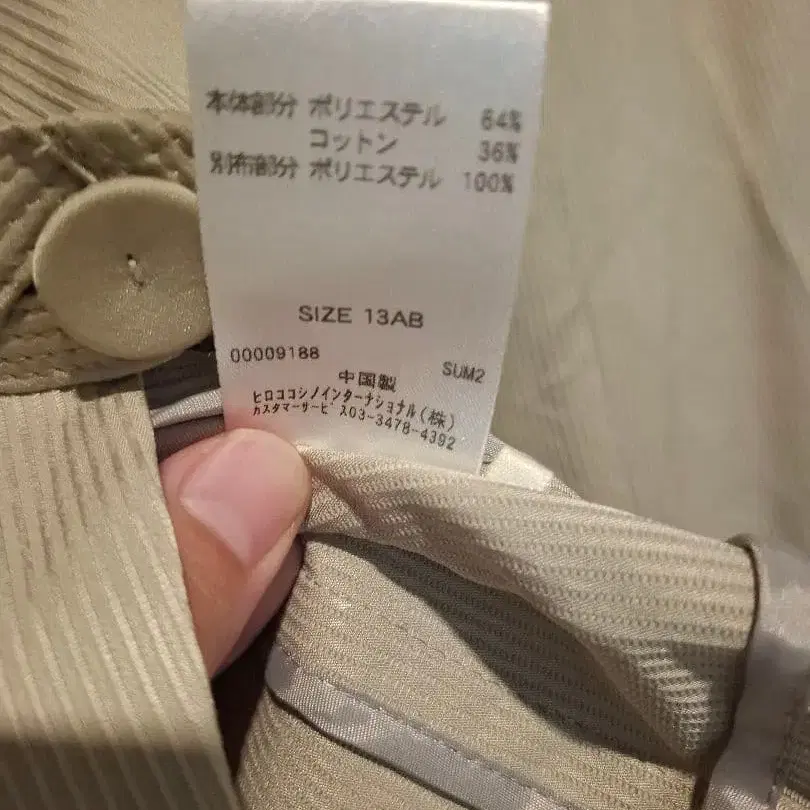 本体部分 ポリエステル 64%
コットン 36%
別布部分 ポリエステル 100%
SIZE 13AB
00009188 SUM2
中国製
ヒロココシノインターナショナル(株)
カスタマーサービス03-3478-4392